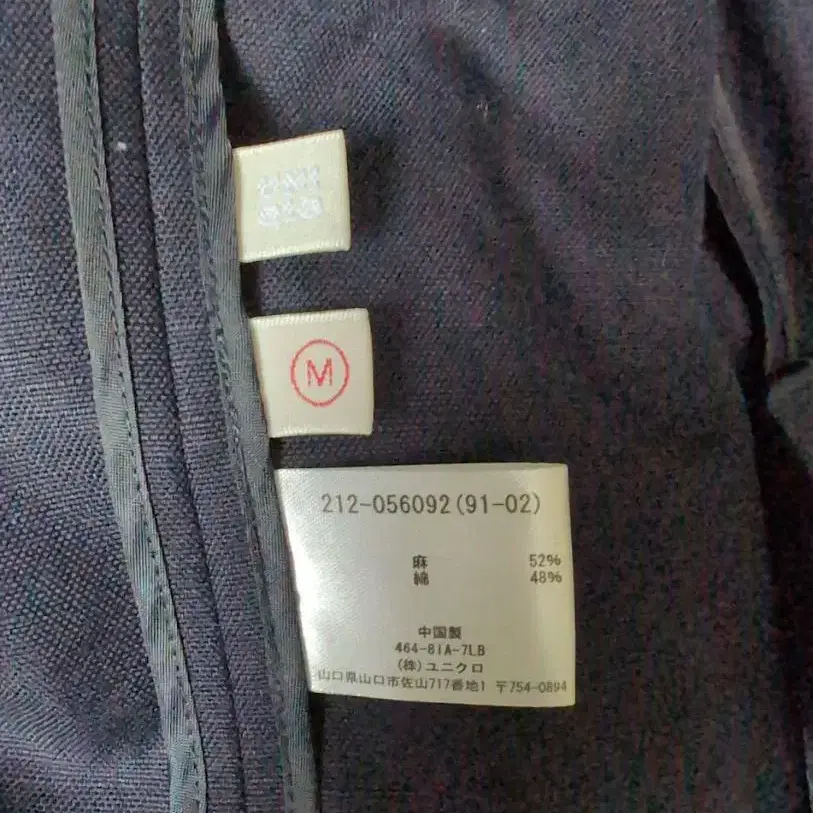 M
212-056092(91-02)
麻 52%
綿 48%
中国製
464-81A-7LB
(株)ユニクロ
山口県山口市佐山717番地1 〒754-0894